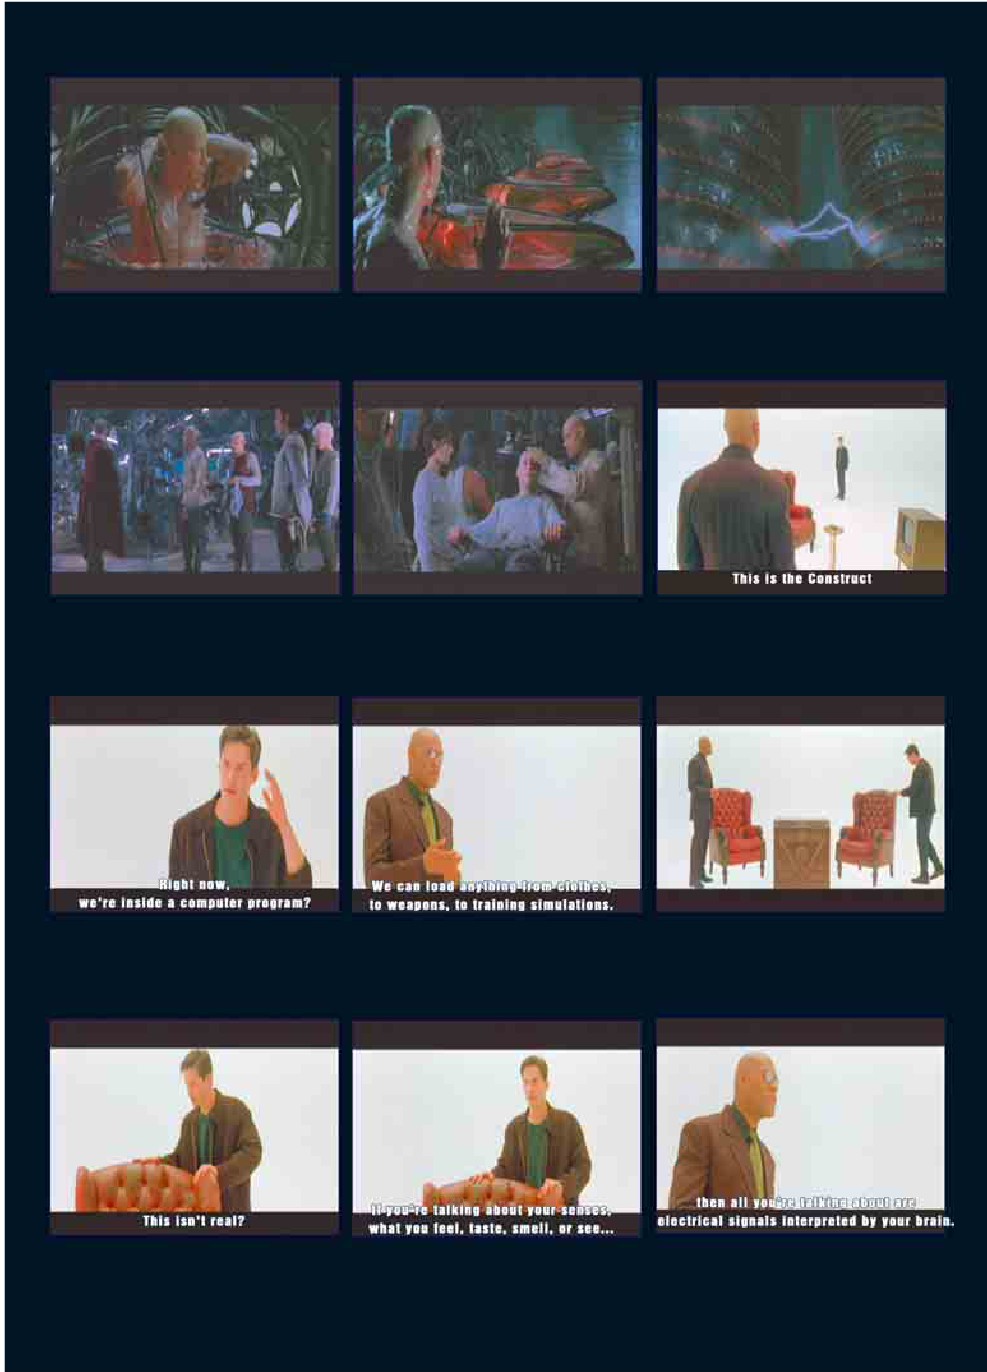 This is the Construct
Right now,
we're inside a computer program?
We can load anything from clothes,
to weapons, to training simulations.
This isn't real?
If you're talking about your senses,
what you feel, taste, smell, or see...
then all you're talking about are
electrical signals interpreted by your brain.